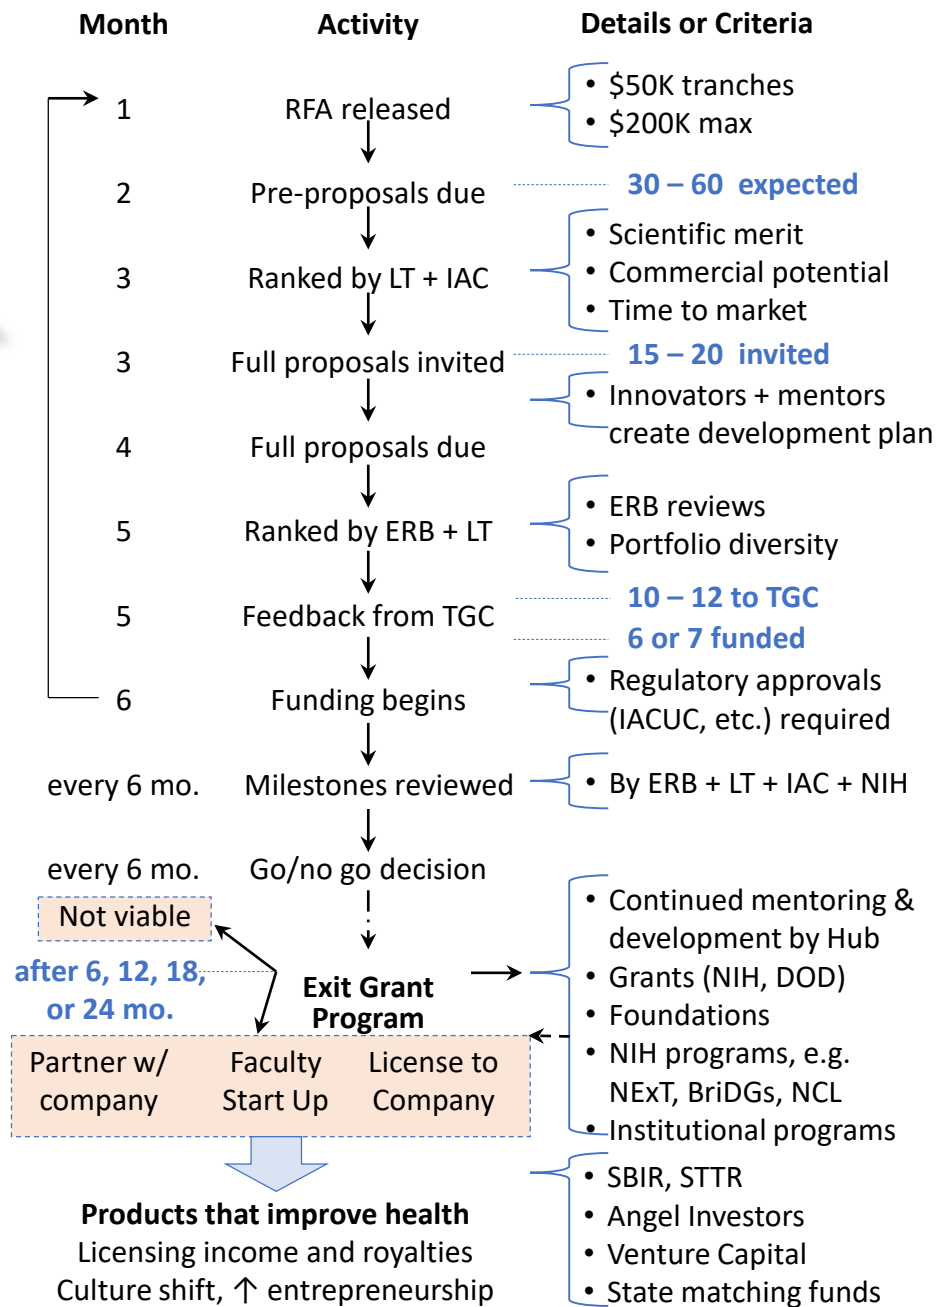 Month Activity Details or Criteria
1 RFA released
• $50K tranches
• $200K max
2 Pre-proposals due 30 – 60 expected
3 Ranked by LT + IAC
• Scientific merit
• Commercial potential
• Time to market
3 Full proposals invited 15 – 20 invited
• Innovators + mentors
create development plan
4 Full proposals due
5 Ranked by ERB + LT
• ERB reviews
• Portfolio diversity
5 Feedback from TGC
10 – 12 to TGC
6 or 7 funded
6 Funding begins
• Regulatory approvals
(IACUC, etc.) required
every 6 mo. Milestones reviewed • By ERB + LT + IAC + NIH
every 6 mo. Go/no go decision
Not viable
after 6, 12, 18,
or 24 mo.
Exit Grant
Program
• Continued mentoring &
development by Hub
• Grants (NIH, DOD)
• Foundations
• NIH programs, e.g.
NExT, BriDGs, NCL
• Institutional programs
Partner w/
company
Faculty
Start Up
License to
Company
• SBIR, STTR
• Angel Investors
• Venture Capital
• State matching funds
Products that improve health
Licensing income and royalties
Culture shift, ↑ entrepreneurship